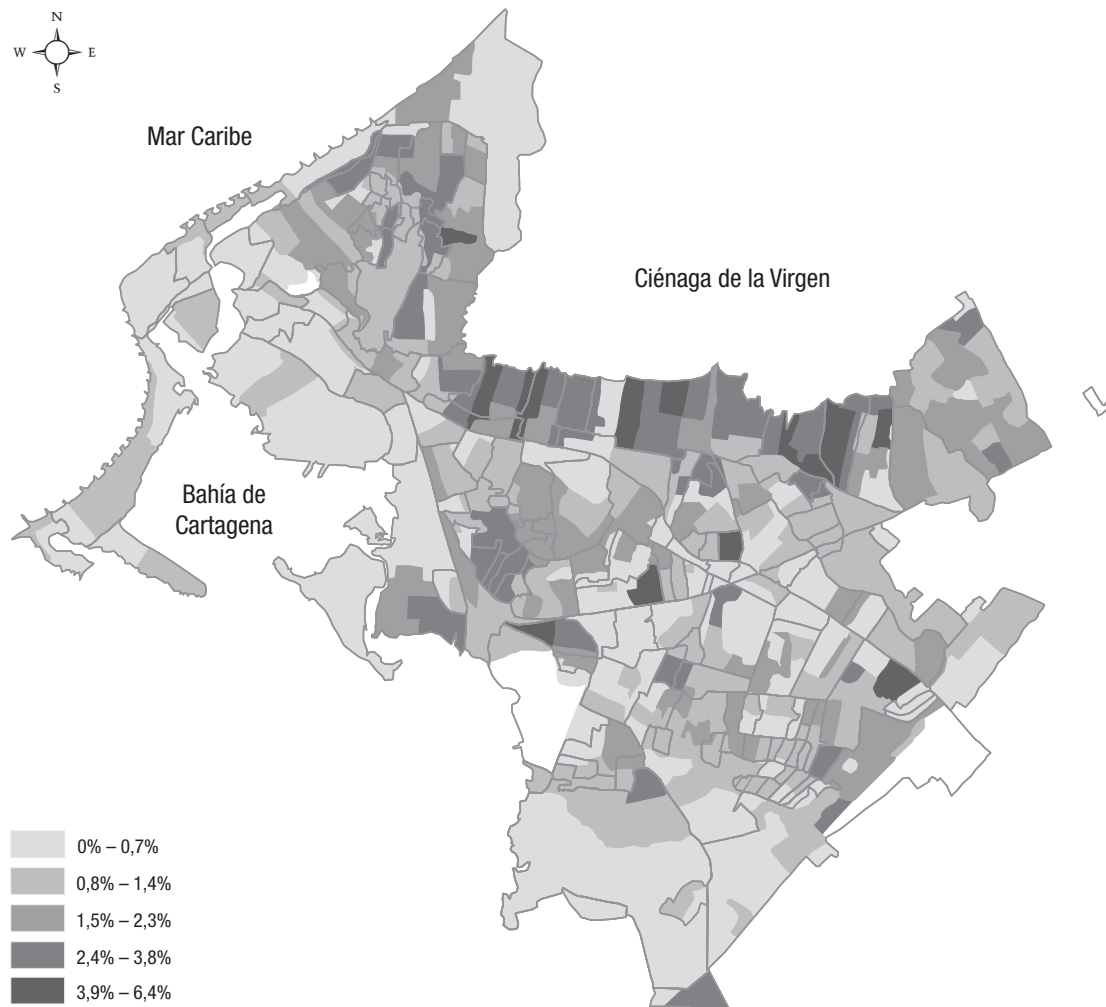 N
W E
S
Mar Caribe
Ciénaga de la Virgen
Bahía de
Cartagena
0% – 0,7%
0,8% – 1,4%
1,5% – 2,3%
2,4% – 3,8%
3,9% – 6,4%